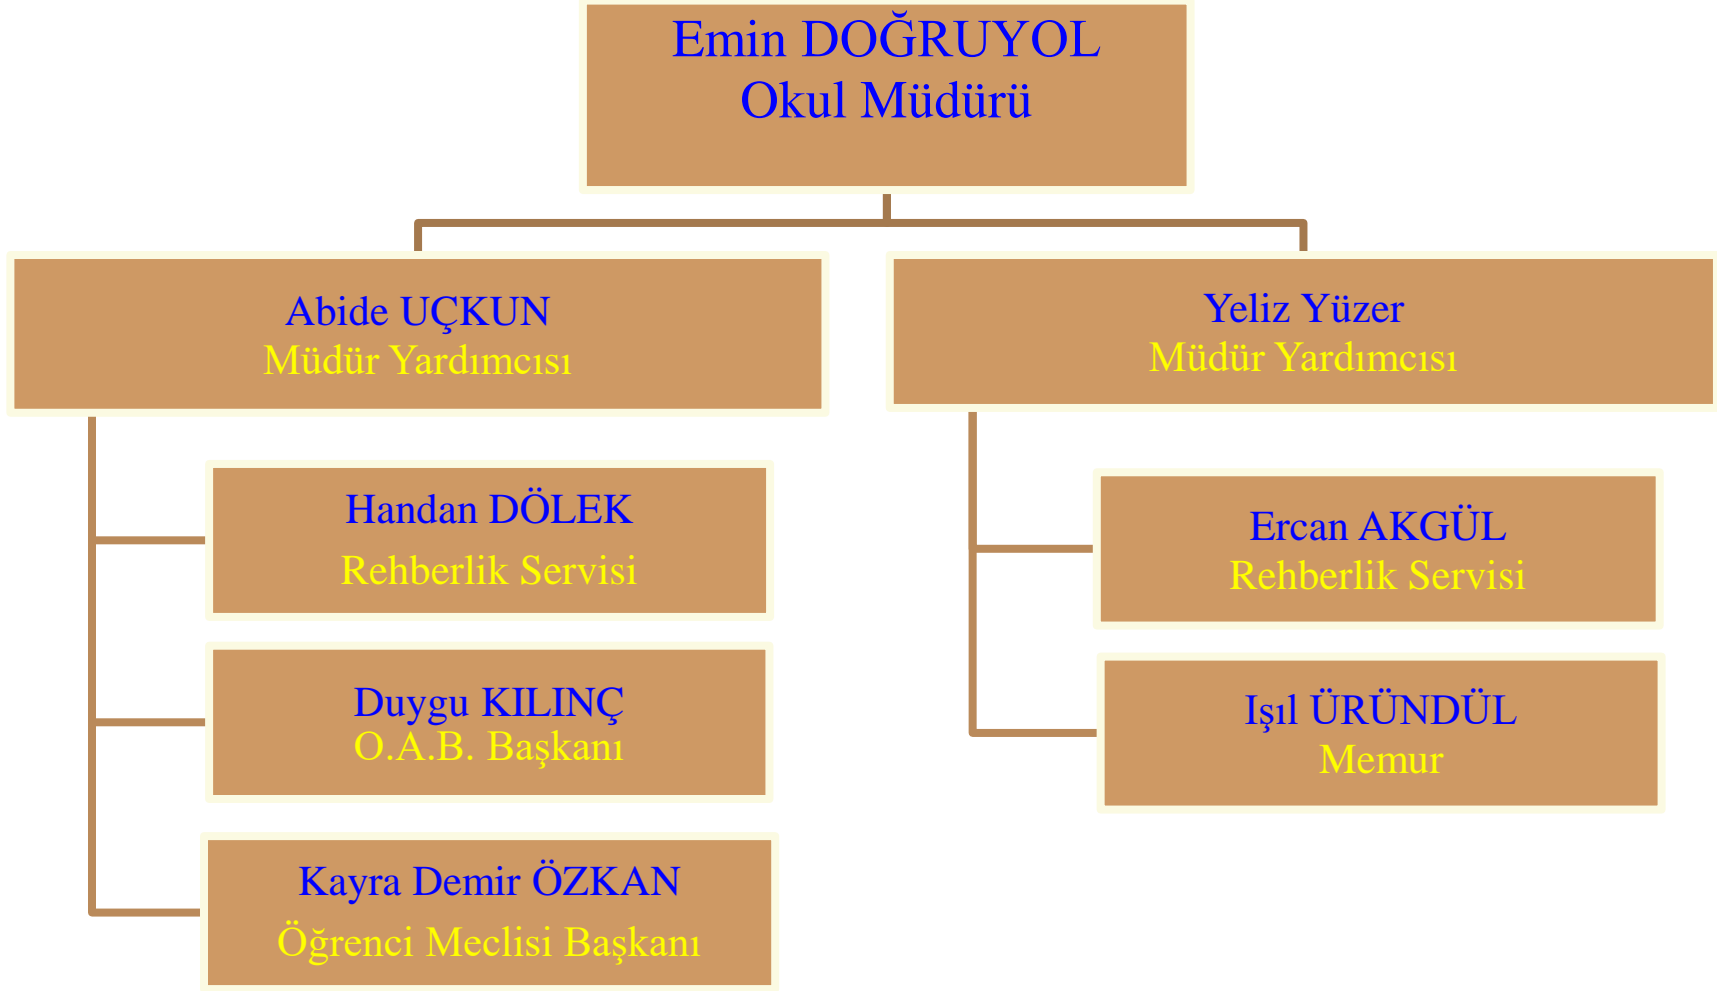 Emin DOĞRUYOL
Okul Müdürü
Abide UÇKUN
Müdür Yardımcısı
Yeliz Yüzer
Müdür Yardımcısı
Handan DÖLEK
Rehberlik Servisi
Duygu KILINÇ
O.A.B. Başkanı
Kayra Demir ÖZKAN
Öğrenci Meclisi Başkanı
Ercan AKGÜL
Rehberlik Servisi
Işıl ÜRÜNDÜL
Memur